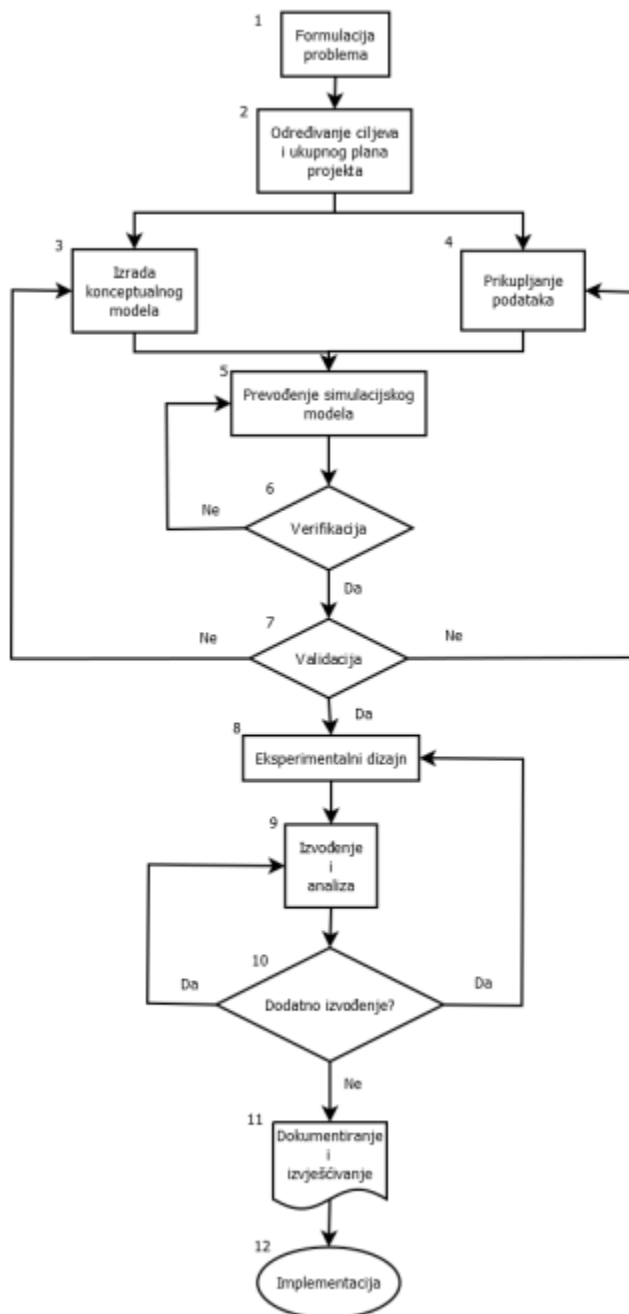 1
Formulacija
problema
2
Određivanje ciljeva
i ukupnog plana
projekta
3
Izrada
konceptualnog
modela
4
Prikupljanje
podataka
5
Prevođenje simulacijskog
modela
6
Ne
Verifikacija
Da
7
Ne
Validacija
Ne
Da
8
Eksperimentalni dizajn
9
Izvođenje
i
analiza
10
Da
Dodatno izvođenje?
Da
Ne
11
Dokumentiranje
i
izvješćivanje
12
Implementacija